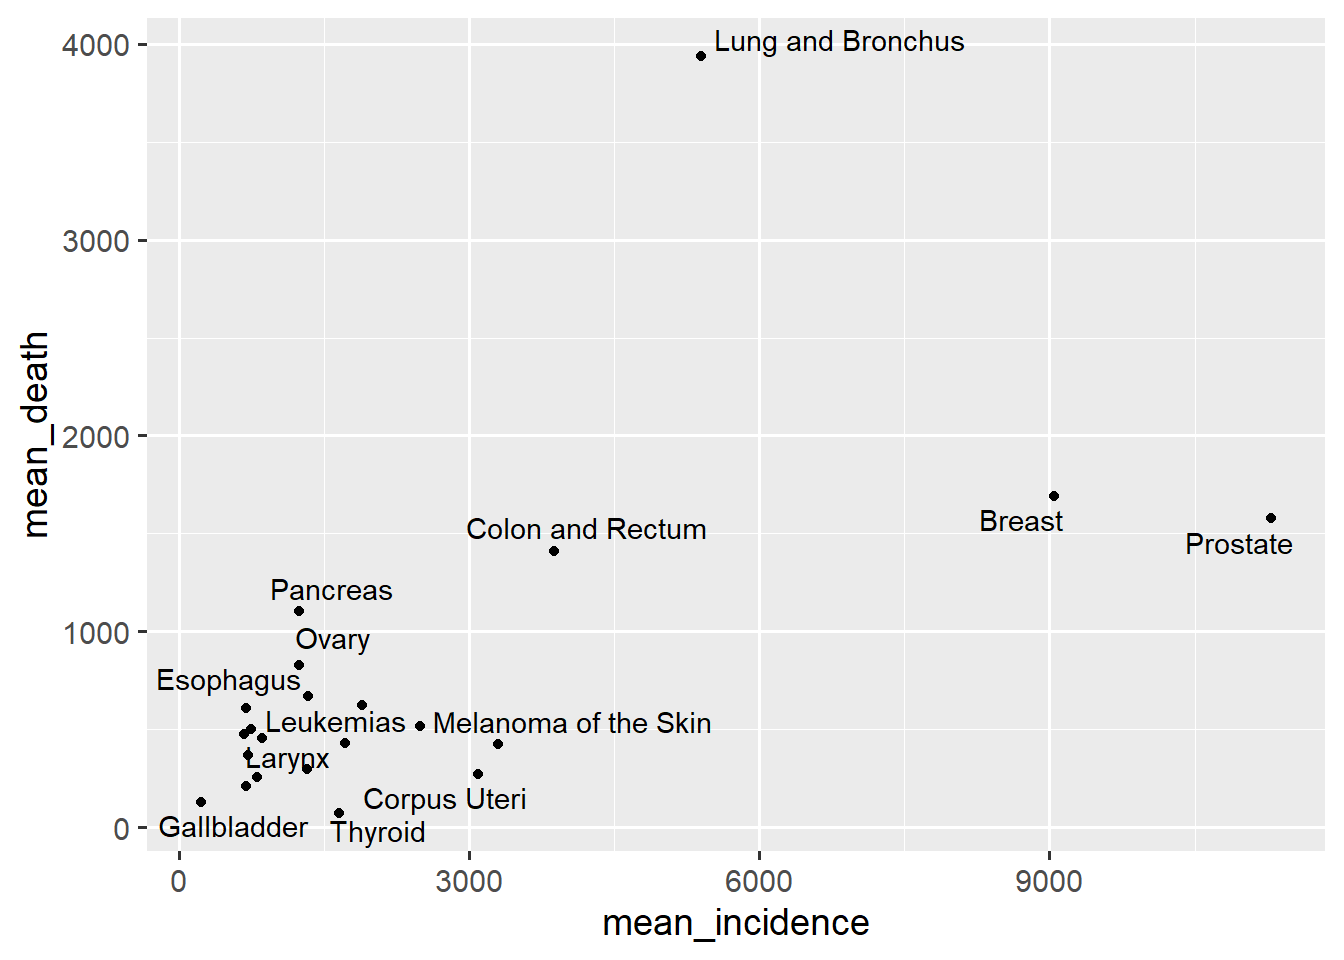 4000
3000
2000
1000
0
mean_death
Lung and Bronchus
Breast
Colon and Rectum
Prostate
Pancreas
Ovary
Esophagus
Leukemias
Melanoma of the Skin
Larynx
Corpus Uteri
Gallbladder
Thyroid
0 3000 6000 9000
mean_incidence